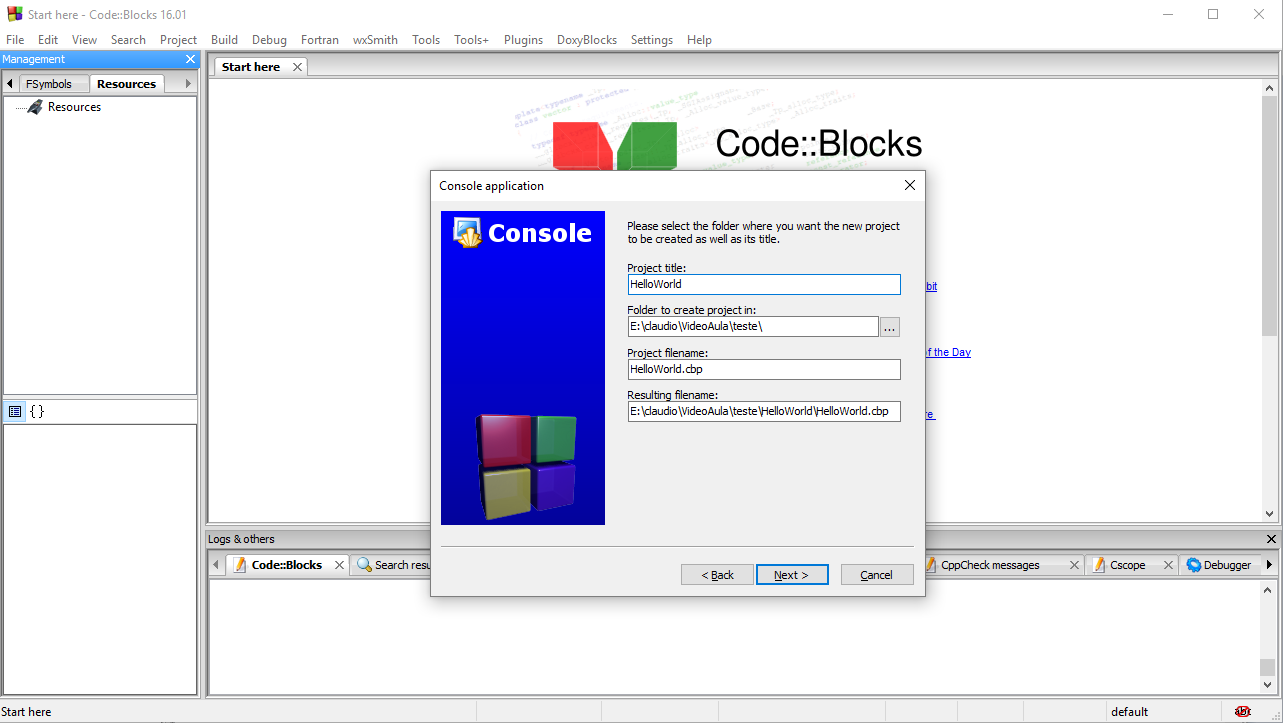 Start here - Code::Blocks 16.01
File Edit View Search Project Build Debug Fortran wxSmith Tools Tools+ Plugins DoxyBlocks Settings Help
Management
FSymbols Resources
Resources
{}
Start here
Code::Blocks
Console application
Console
Please select the folder where you want the new project
to be created as well as its title.
Project title:
HelloWorld
Folder to create project in:
E:\claudio\VideoAula\teste\
...
Project filename:
HelloWorld.cbp
Resulting filename:
E:\claudio\VideoAula\teste\HelloWorld\HelloWorld.cbp
< Back Next > Cancel
bit
of the Day
Logs & others
Code::Blocks Search resu CppCheck messages Cscope Debugger
Start here default abc